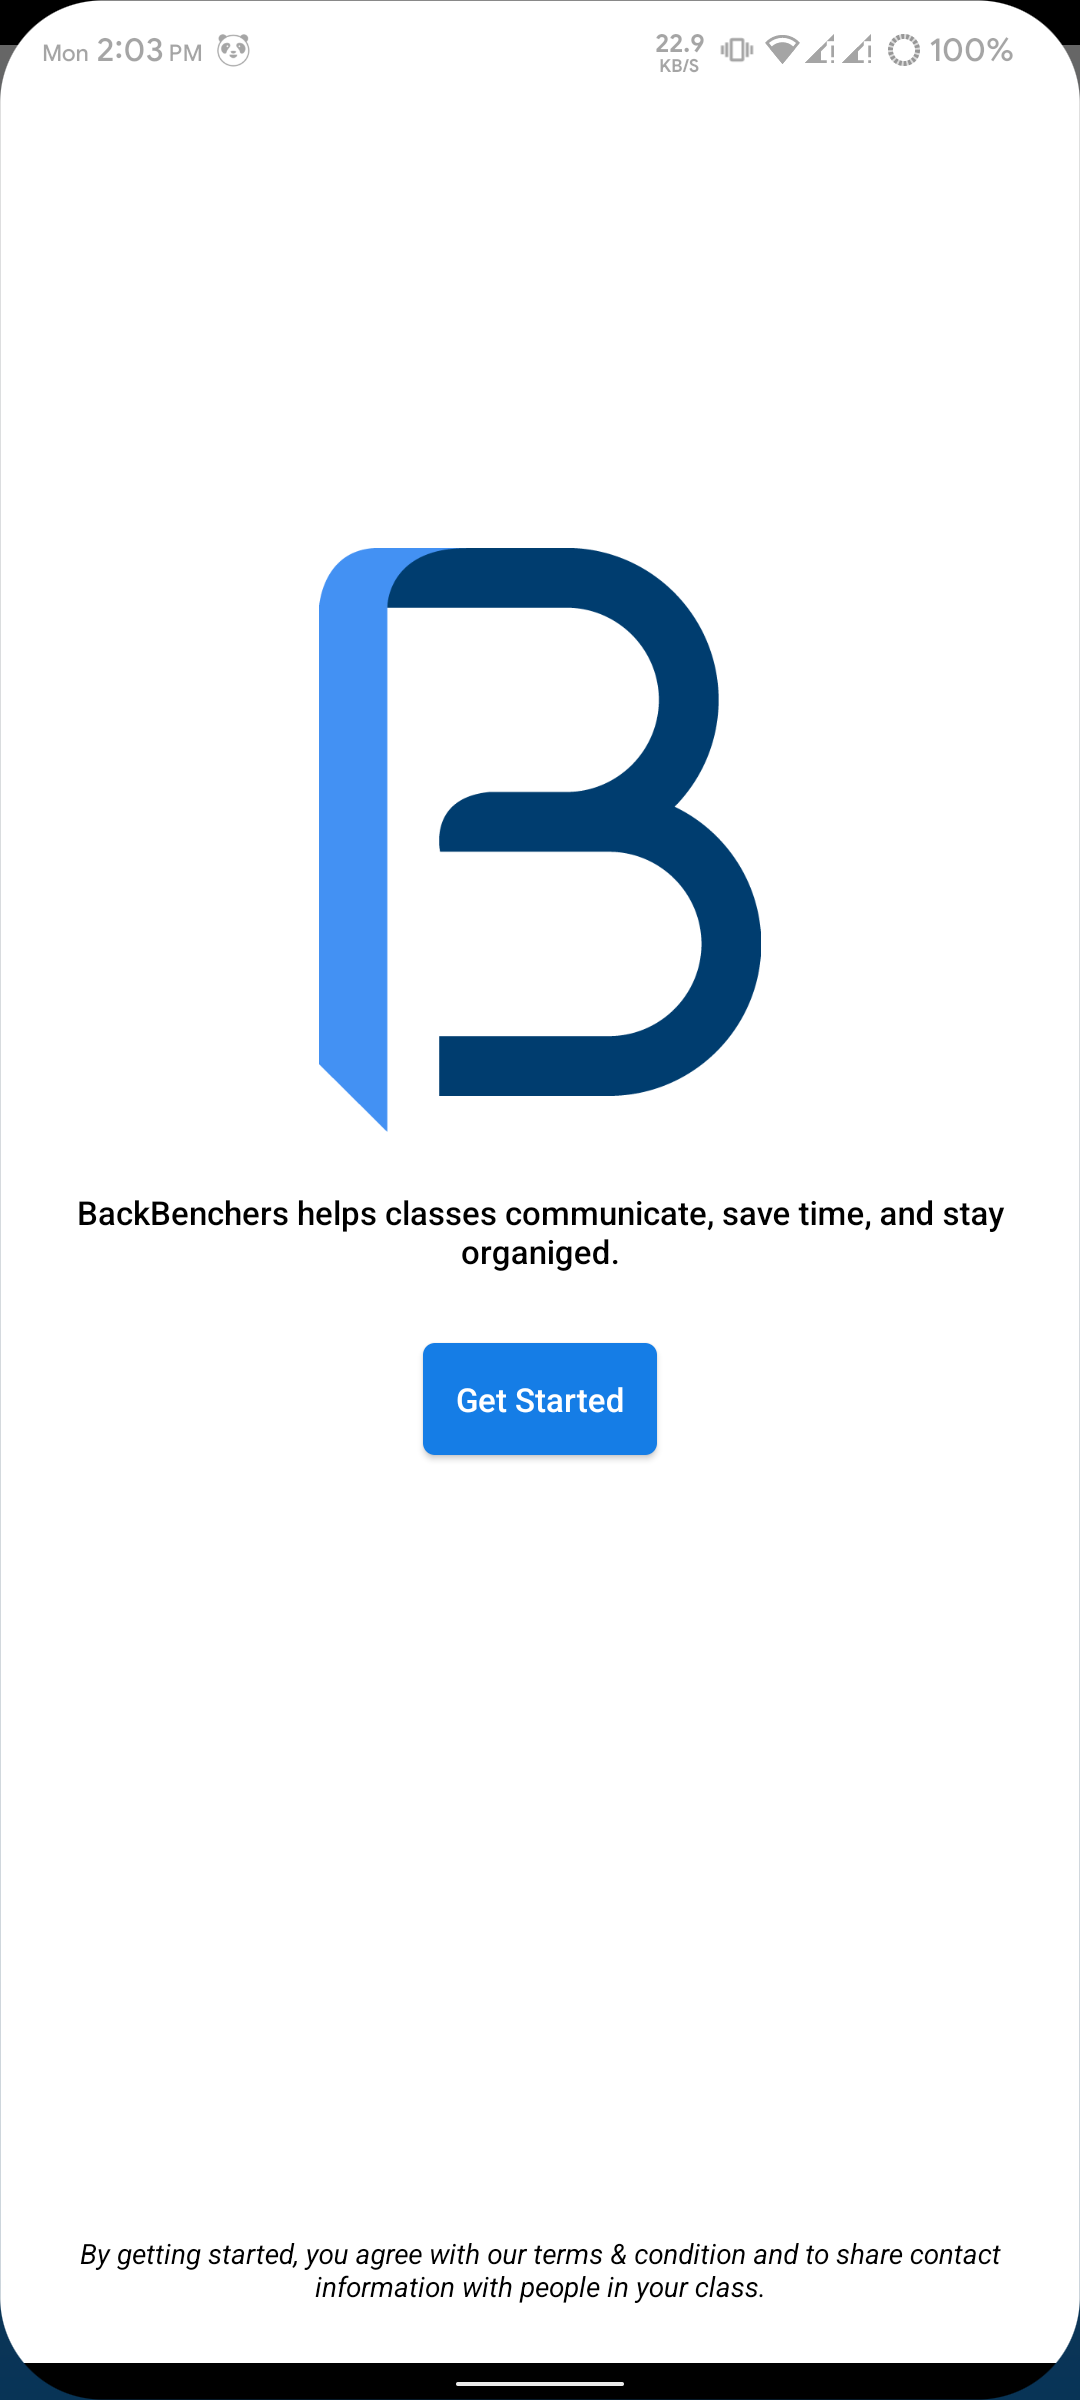 Mon 2:03 PM 22.9 KB/S 100%
B
BackBenchers helps classes communicate, save time, and stay
organiged.
Get Started
By getting started, you agree with our terms & condition and to share contact
information with people in your class.